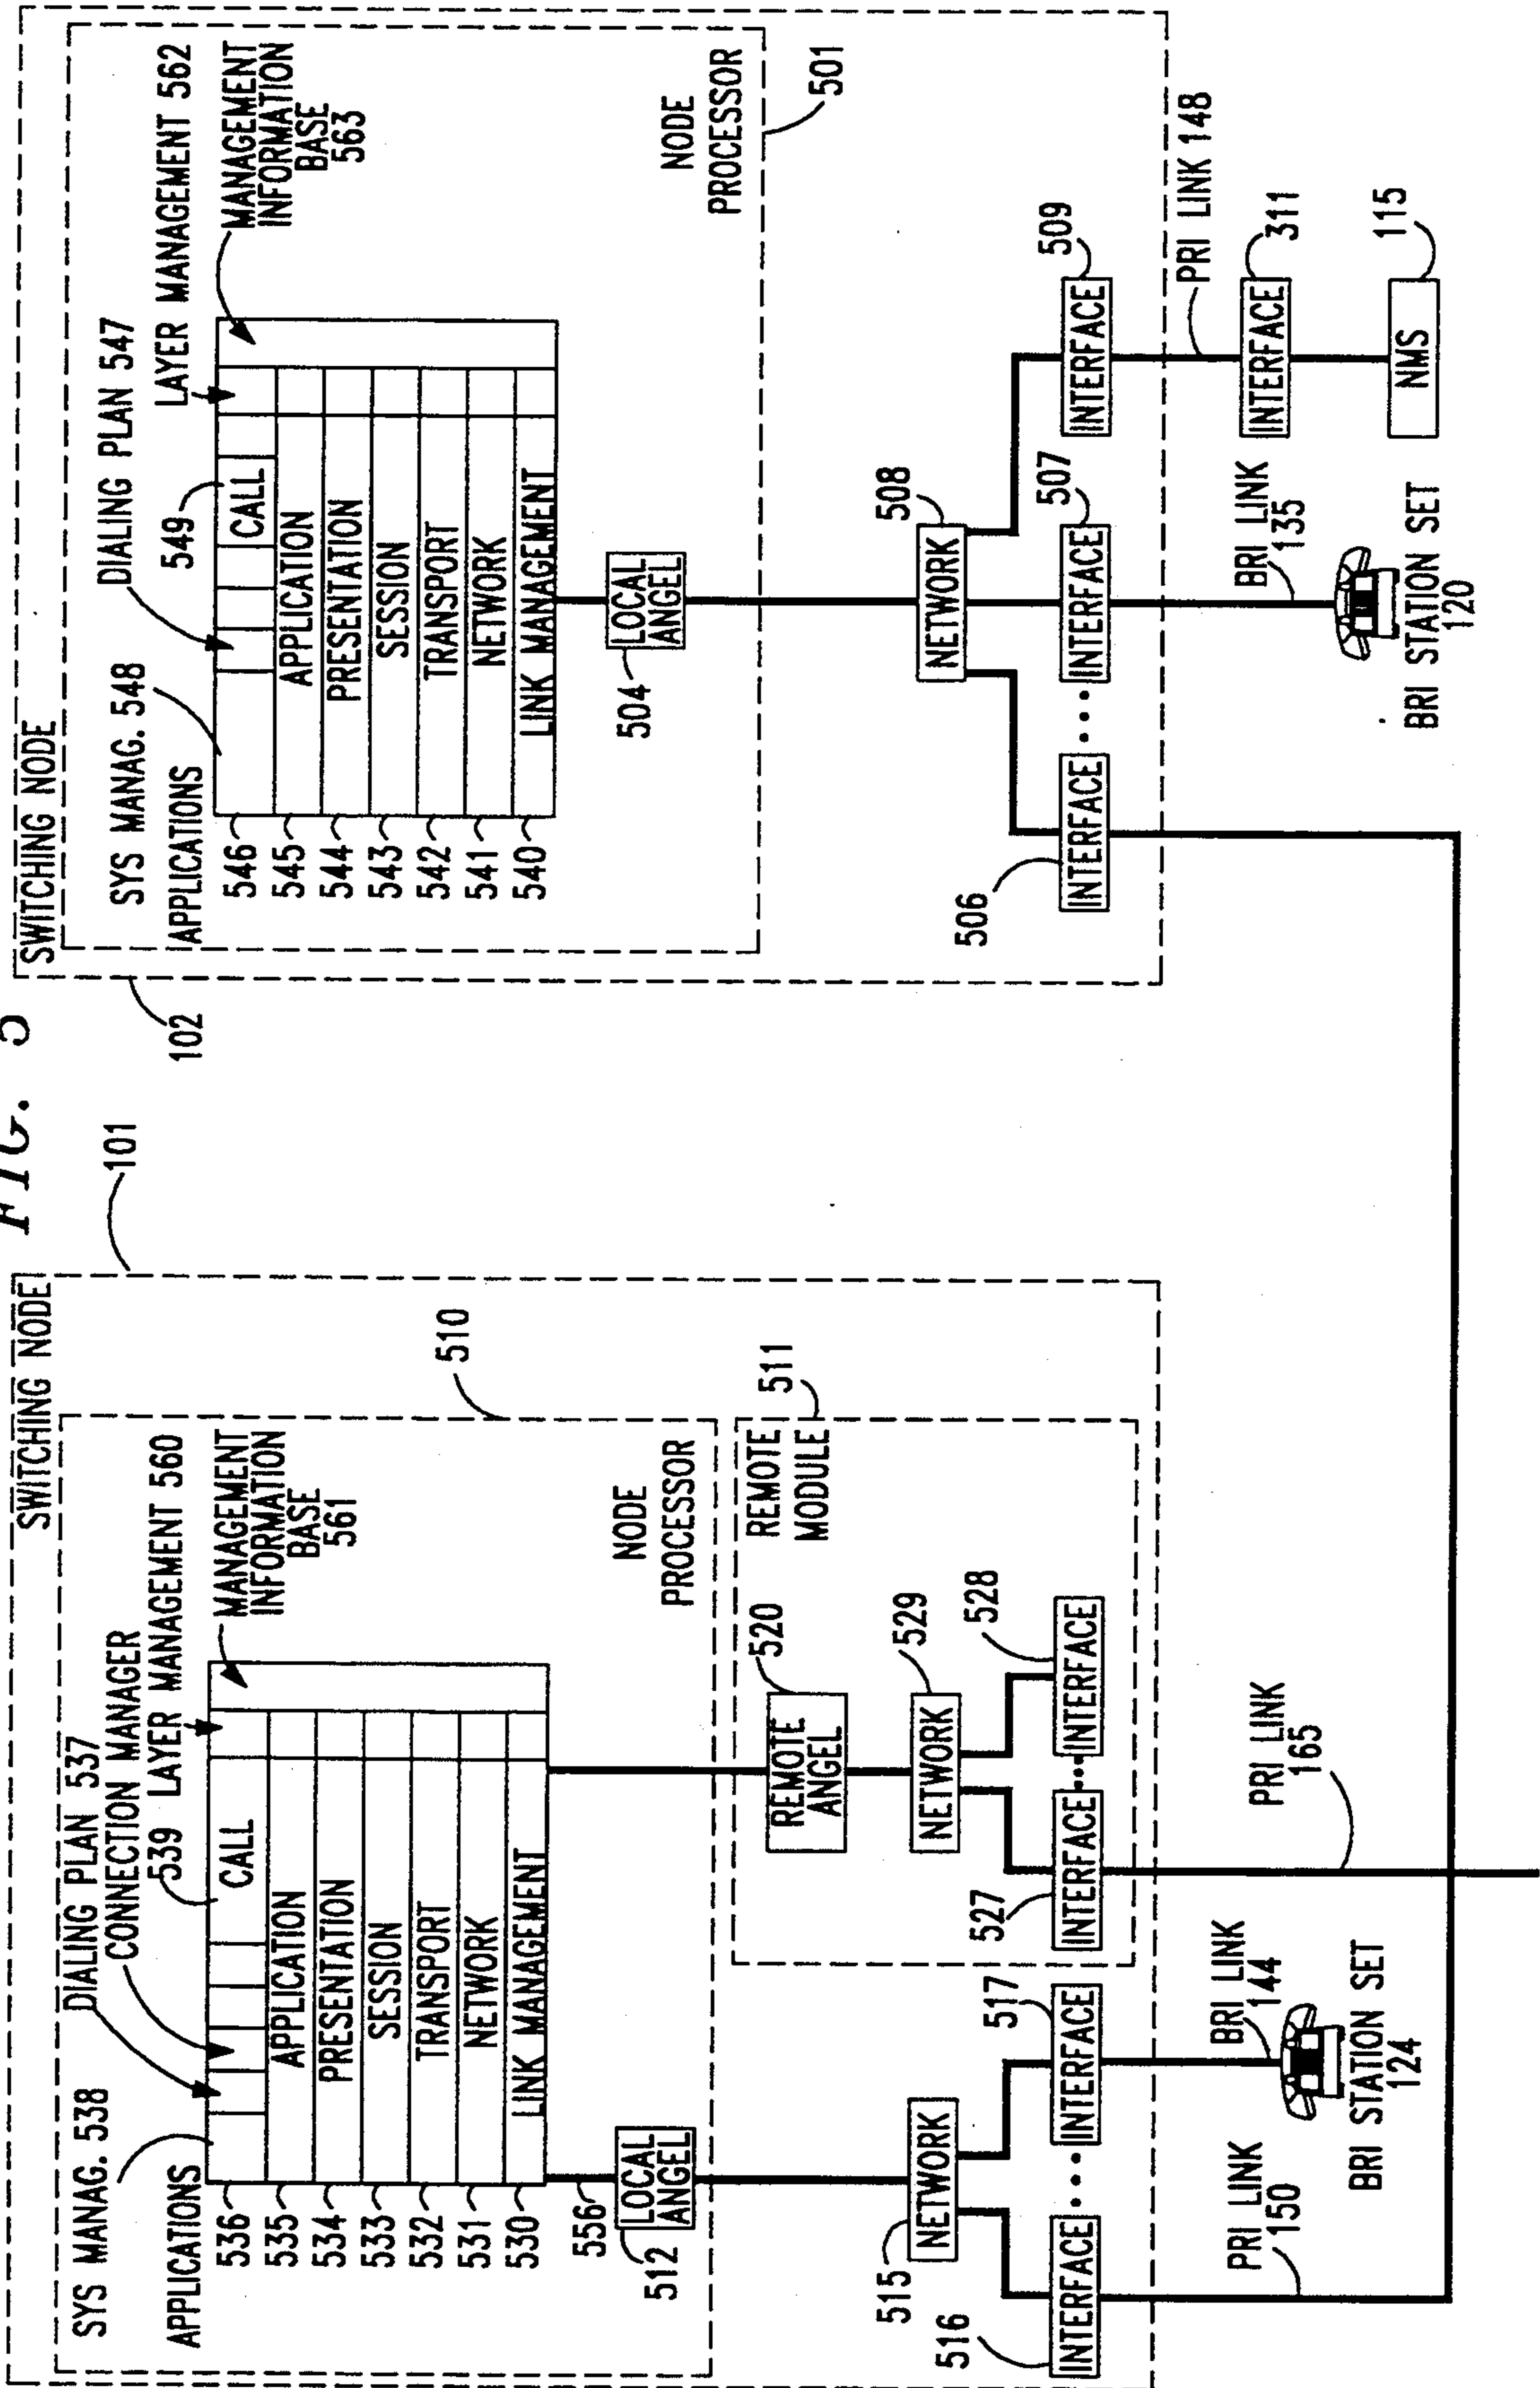 FIG. 5
SWITCHING NODE
101
SYS MANAG. 538
DIALING PLAN 537
CONNECTION MANAGER
539
LAYER MANAGEMENT 560
MANAGEMENT
INFORMATION
BASE
561
APPLICATIONS
CALL
536
535
APPLICATION
534
PRESENTATION
533
SESSION
532
TRANSPORT
531
NETWORK
530
LINK MANAGEMENT
556
LOCAL
ANGEL
512
NODE
PROCESSOR
510
REMOTE
MODULE
511
REMOTE
ANGEL
520
NETWORK
529
INTERFACE
527
...
INTERFACE
528
515
NETWORK
516
INTERFACE
...
INTERFACE
517
PRI LINK
150
BRI LINK
144
BRI STATION SET
124
PRI LINK
165
SWITCHING NODE
102
SYS MANAG. 548
DIALING PLAN 547
549
LAYER MANAGEMENT 562
MANAGEMENT
INFORMATION
BASE
563
APPLICATIONS
CALL
546
545
APPLICATION
544
PRESENTATION
543
SESSION
542
TRANSPORT
541
NETWORK
540
LINK MANAGEMENT
504
LOCAL
ANGEL
NODE
PROCESSOR
501
NETWORK
508
506
INTERFACE
...
INTERFACE
507
INTERFACE
509
BRI LINK
135
BRI STATION SET
120
PRI LINK 148
INTERFACE
311
NMS
115